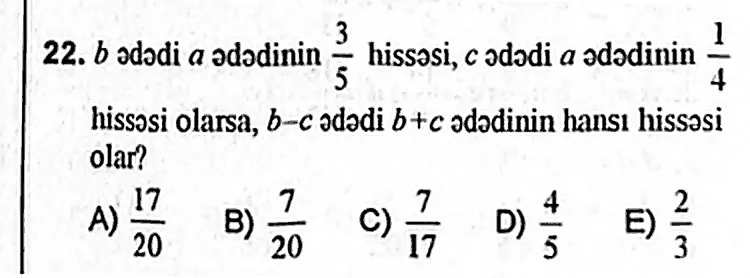 22. b ədədi a ədədinin 3/5 hissəsi, c ədədi a ədədinin 1/4
hissəsi olarsa, b–c ədədi b+c ədədinin hansı hissəsi
olar?
A) 17/20 B) 7/20 C) 7/17 D) 4/5 E) 2/3